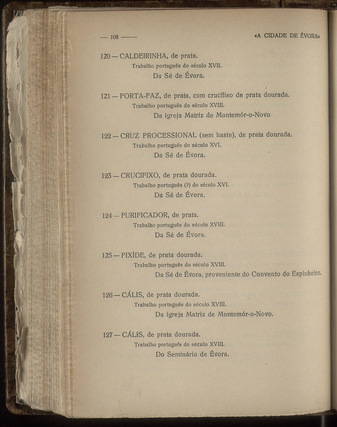 — 108 —
«A CIDADE DE ÉVORA»
120 — CALDEIRINHA, de prata.
Trabalho português do século XVII.
Da Sé de Évora.
121 — PORTA-PAZ, de prata, com crucifixo de prata dourada.
Trabalho português do século XVIII.
Da igreja Matriz de Montemór-o-Novo
122 — CRUZ PROCESSIONAL (sem haste), de prata dourada.
Trabalho português do século XVI.
Da Sé de Évora.
123 — CRUCIFIXO, de prata dourada.
Trabalho português (?) do século XVI.
Da Sé de Évora.
124 — PURIFICADOR, de prata.
Trabalho português do século XVIII.
Da Sé de Évora.
125 — PIXÍDE, de prata dourada.
Trabalho português do século XVIII.
Da Sé de Évora, proveniente do Convento do Espinheiro.
126 — CÁLIS, de prata dourada.
Trabalho português do século XVIII.
Da igreja Matriz de Montemór-o-Novo.
127 — CÁLIS, de prata dourada.
Trabalho português do século XVIII.
Do Seminário de Évora.